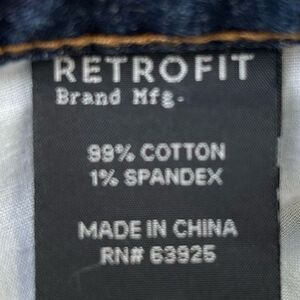 RETROFIT
Brand Mfg.
99% COTTON
1% SPANDEX
MADE IN CHINA
RN# 63925